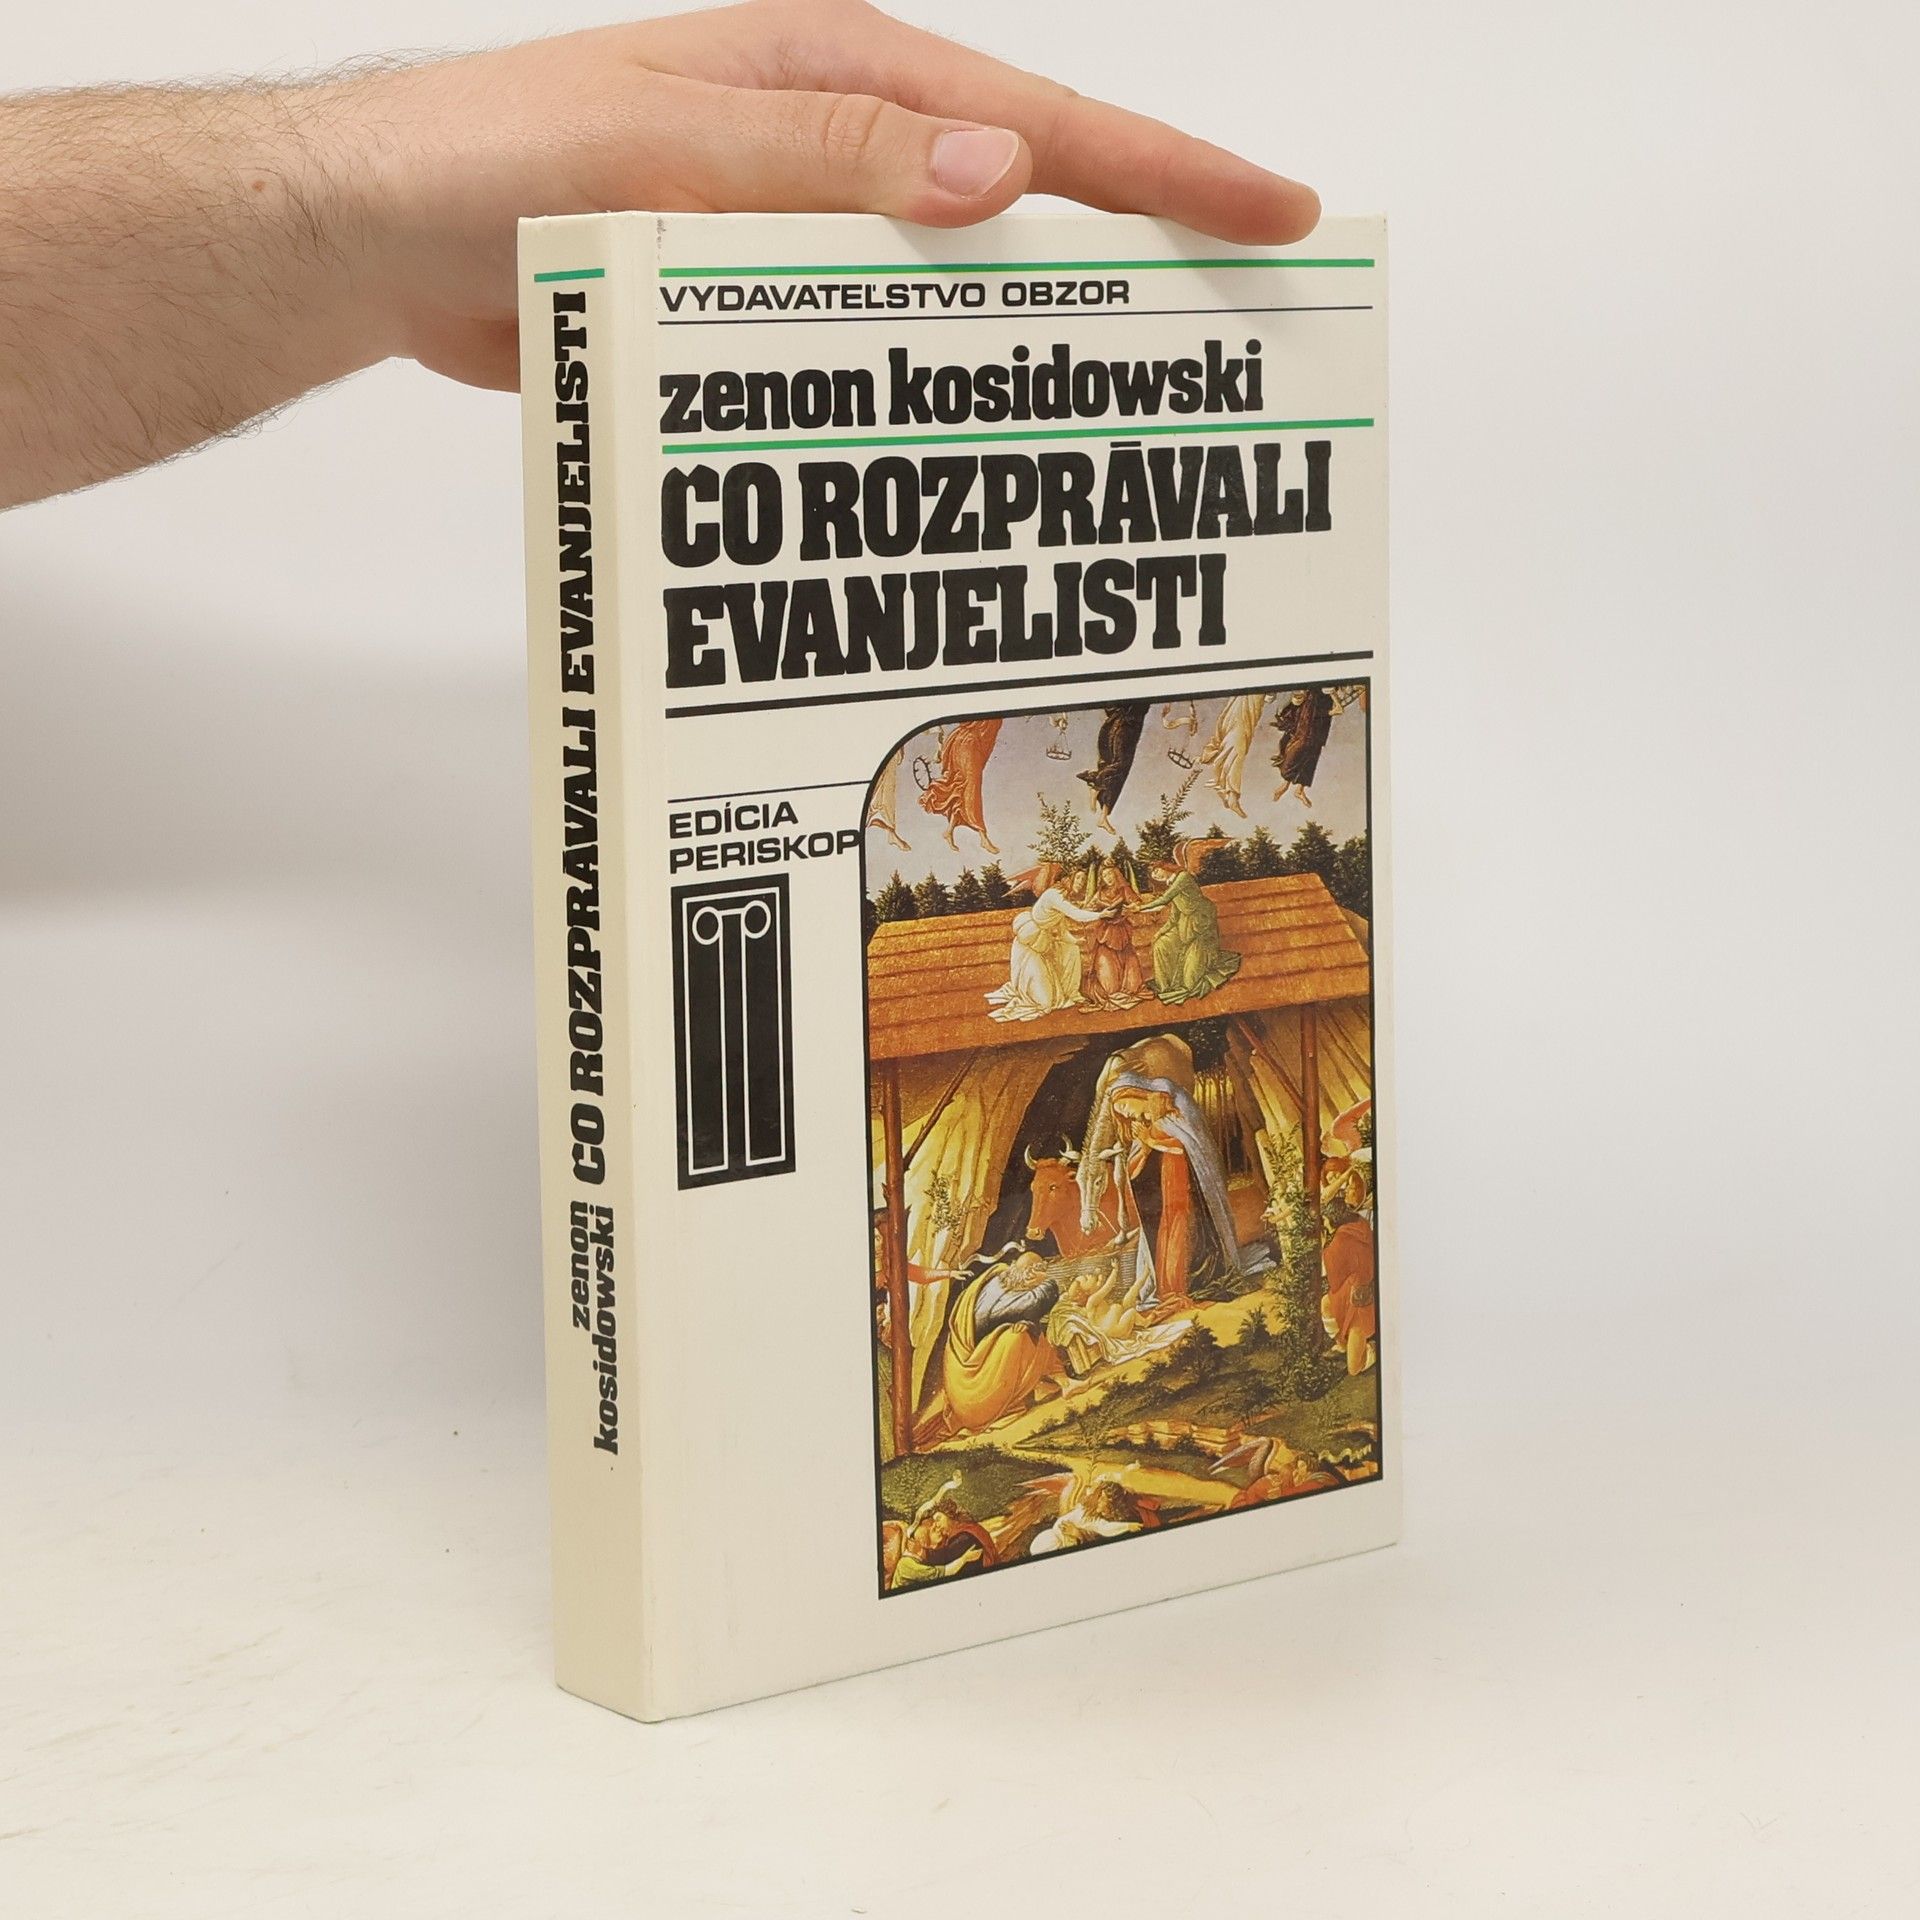 VYDAVATEĽSTVO OBZOR
zenon kosidowski
ČO ROZPRÁVALI
EVANJELISTI
EDÍCIA
PERISKOP
zenon
kosidowski
ČO ROZPRÁVALI EVANJELISTI